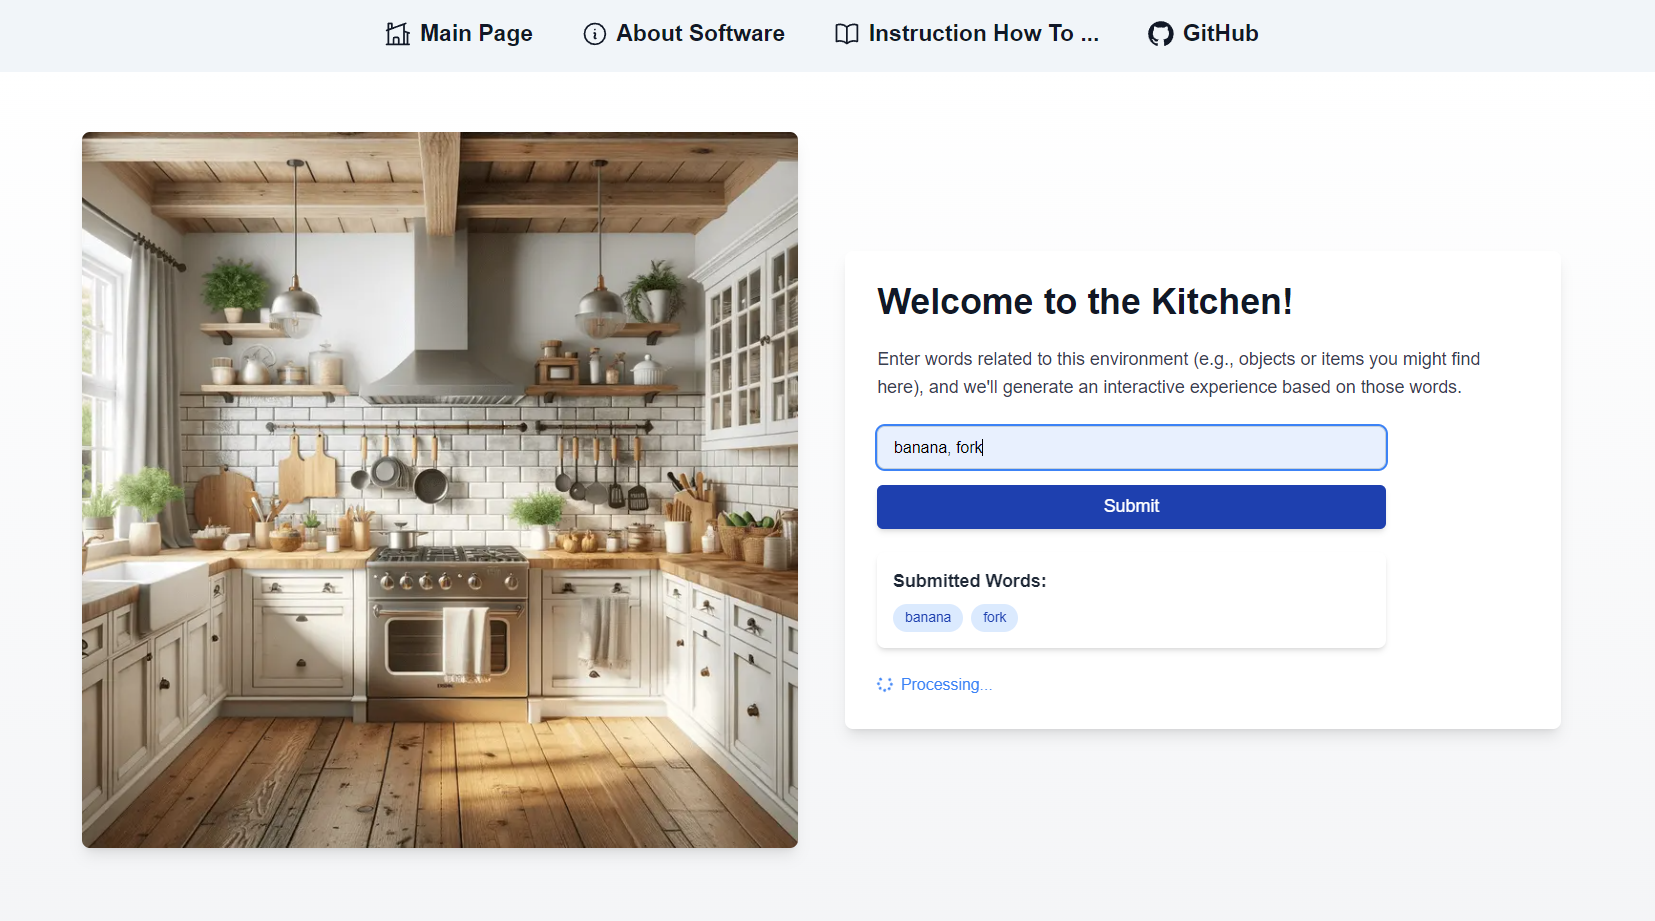 Main Page
About Software
Instruction How To ...
GitHub
Welcome to the Kitchen!
Enter words related to this environment (e.g., objects or items you might find
here), and we'll generate an interactive experience based on those words.
banana, fork
Submit
Submitted Words:
banana
fork
Processing...